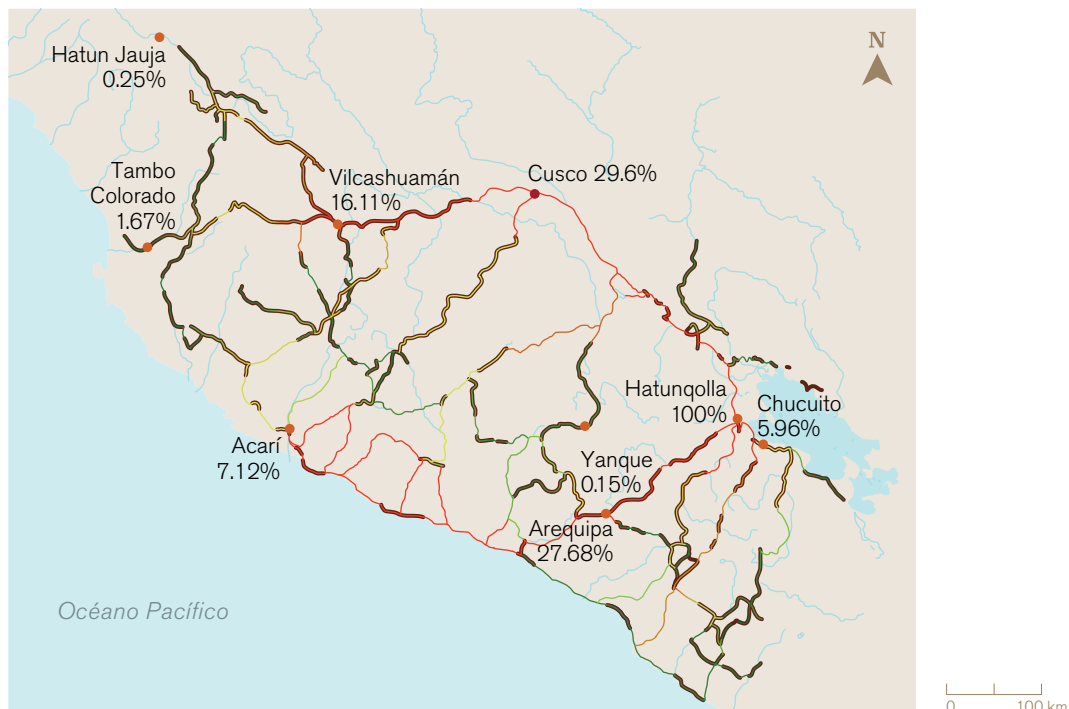 N
Hatun Jauja
0.25%
Tambo
Colorado
1.67%
Vilcashuamán
16.11%
Cusco 29.6%
Hatunqolla
100%
Chucuito
5.96%
Acarí
7.12%
Yanque
0.15%
Arequipa
27.68%
Océano Pacífico
0 100 km